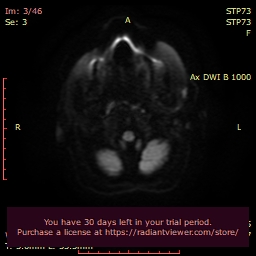 Im: 3/46
Se: 3
STP73
STP73
F
A
Ax DWI B 1000
R
L
You have 30 days left in your trial period.
Purchase a license at https://radiantviewer.com/store/